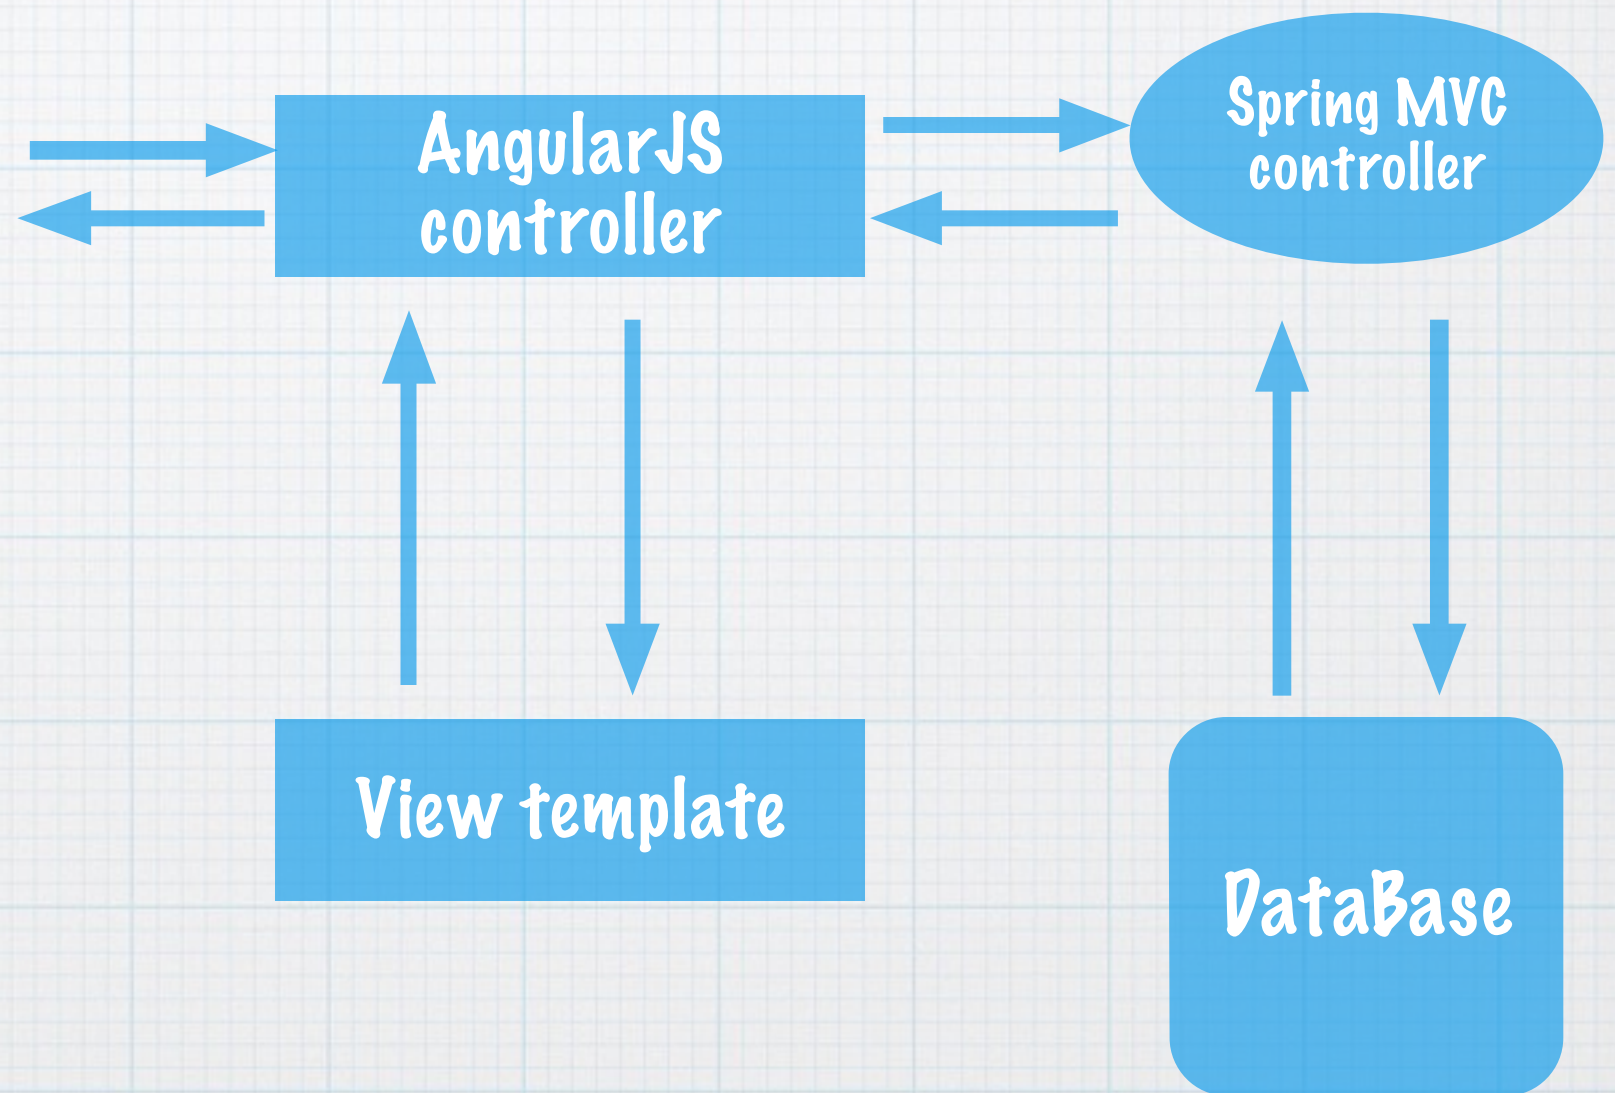 AngularJS
controller
Spring MVC
controller
View template
DataBase